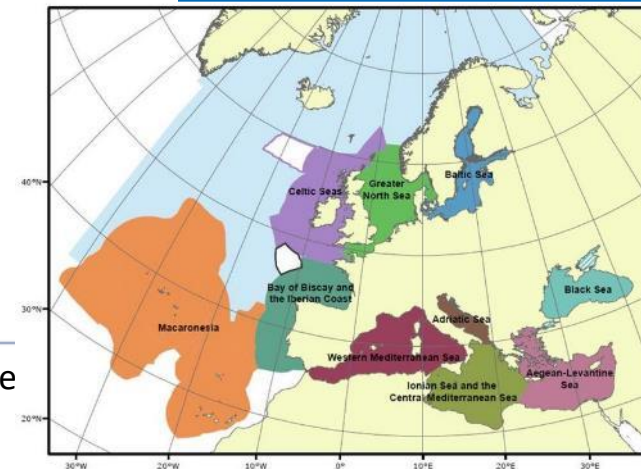 Celtic Seas
Greater
North Sea
Baltic Sea
40°N
Bay of Biscay and
the Iberian Coast
Black Sea
30°N
Macaronesia
Adriatic Sea
Western Mediterranean Sea
Aegean-Levantine
Sea
Ionian Sea and the
Central Mediterranean Sea
e
20°N
30°W
20°W
10°W
0°
10°E
20°E
30°E